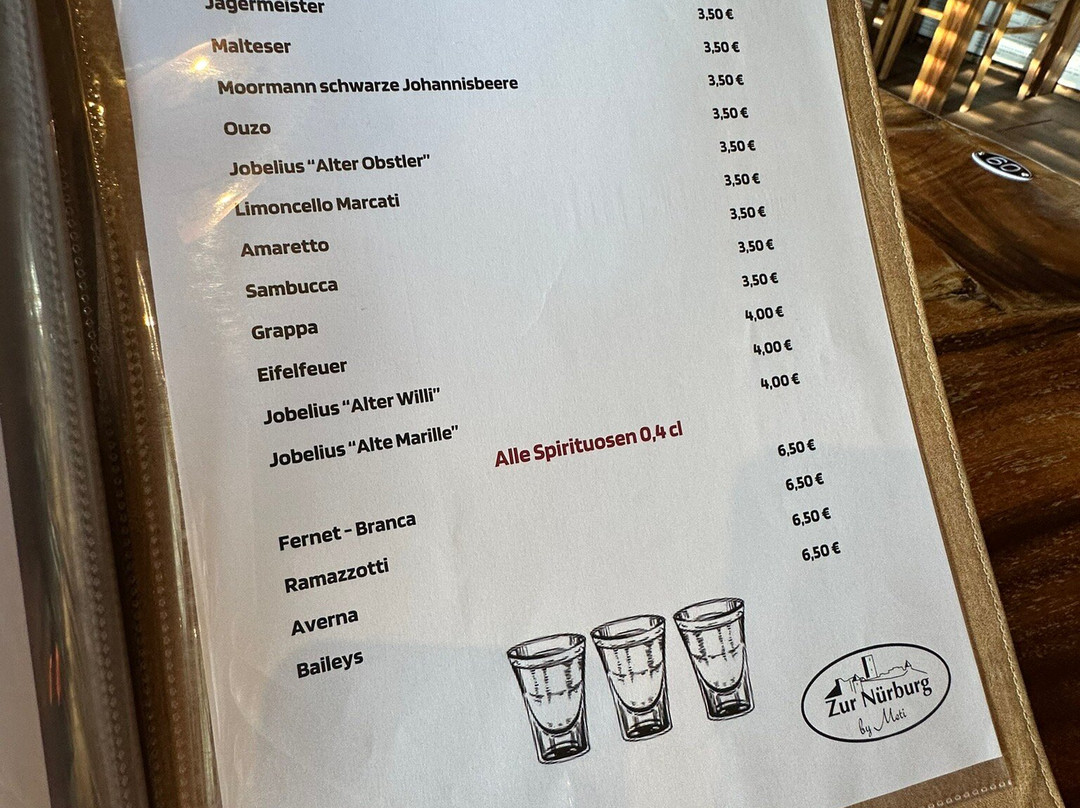 Jägermeister 3,50 €
Malteser 3,50 €
Moormann schwarze Johannisbeere 3,50 €
Ouzo 3,50 €
Jobelius “Alter Obstler” 3,50 €
Limoncello Marcati 3,50 €
Amaretto 3,50 €
Sambucca 3,50 €
Grappa 3,50 €
Eifelfeuer 4,00 €
Jobelius “Alter Willi” 4,00 €
Jobelius “Alte Marille” 4,00 €
Alle Spirituosen 0,4 cl
Fernet - Branca 6,50 €
Ramazzotti 6,50 €
Averna 6,50 €
Baileys 6,50 €
Zur Nürburg
by Moti
60